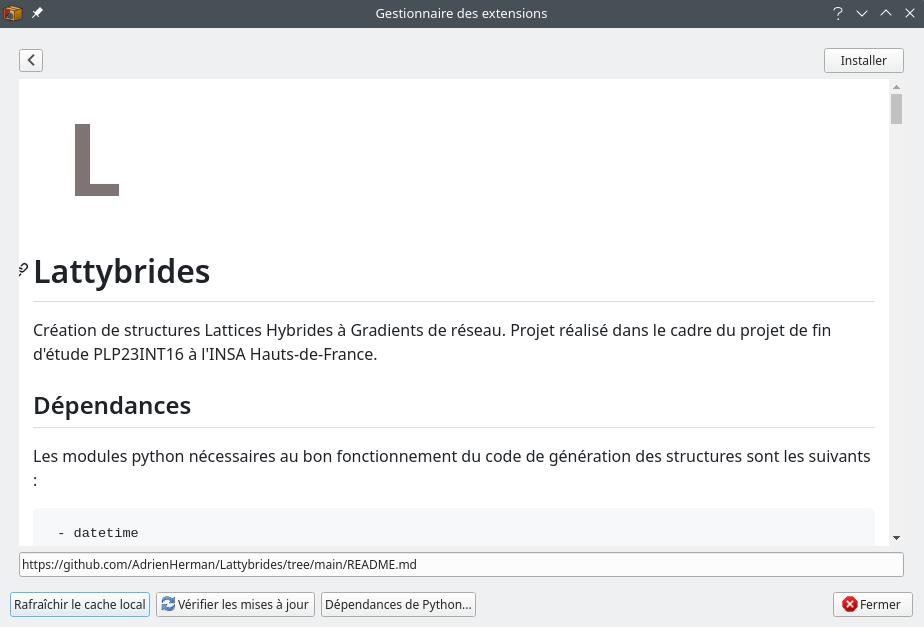 Gestionnaire des extensions
Installer
L
Lattybrides
Création de structures Lattices Hybrides à Gradients de réseau. Projet réalisé dans le cadre du projet de fin
d'étude PLP23INT16 à l'INSA Hauts-de-France.
Dépendances
Les modules python nécessaires au bon fonctionnement du code de génération des structures sont les suivants
:
- datetime
https://github.com/AdrienHerman/Lattybrides/tree/main/README.md
Rafraîchir le cache local
Vérifier les mises à jour
Dépendances de Python...
Fermer